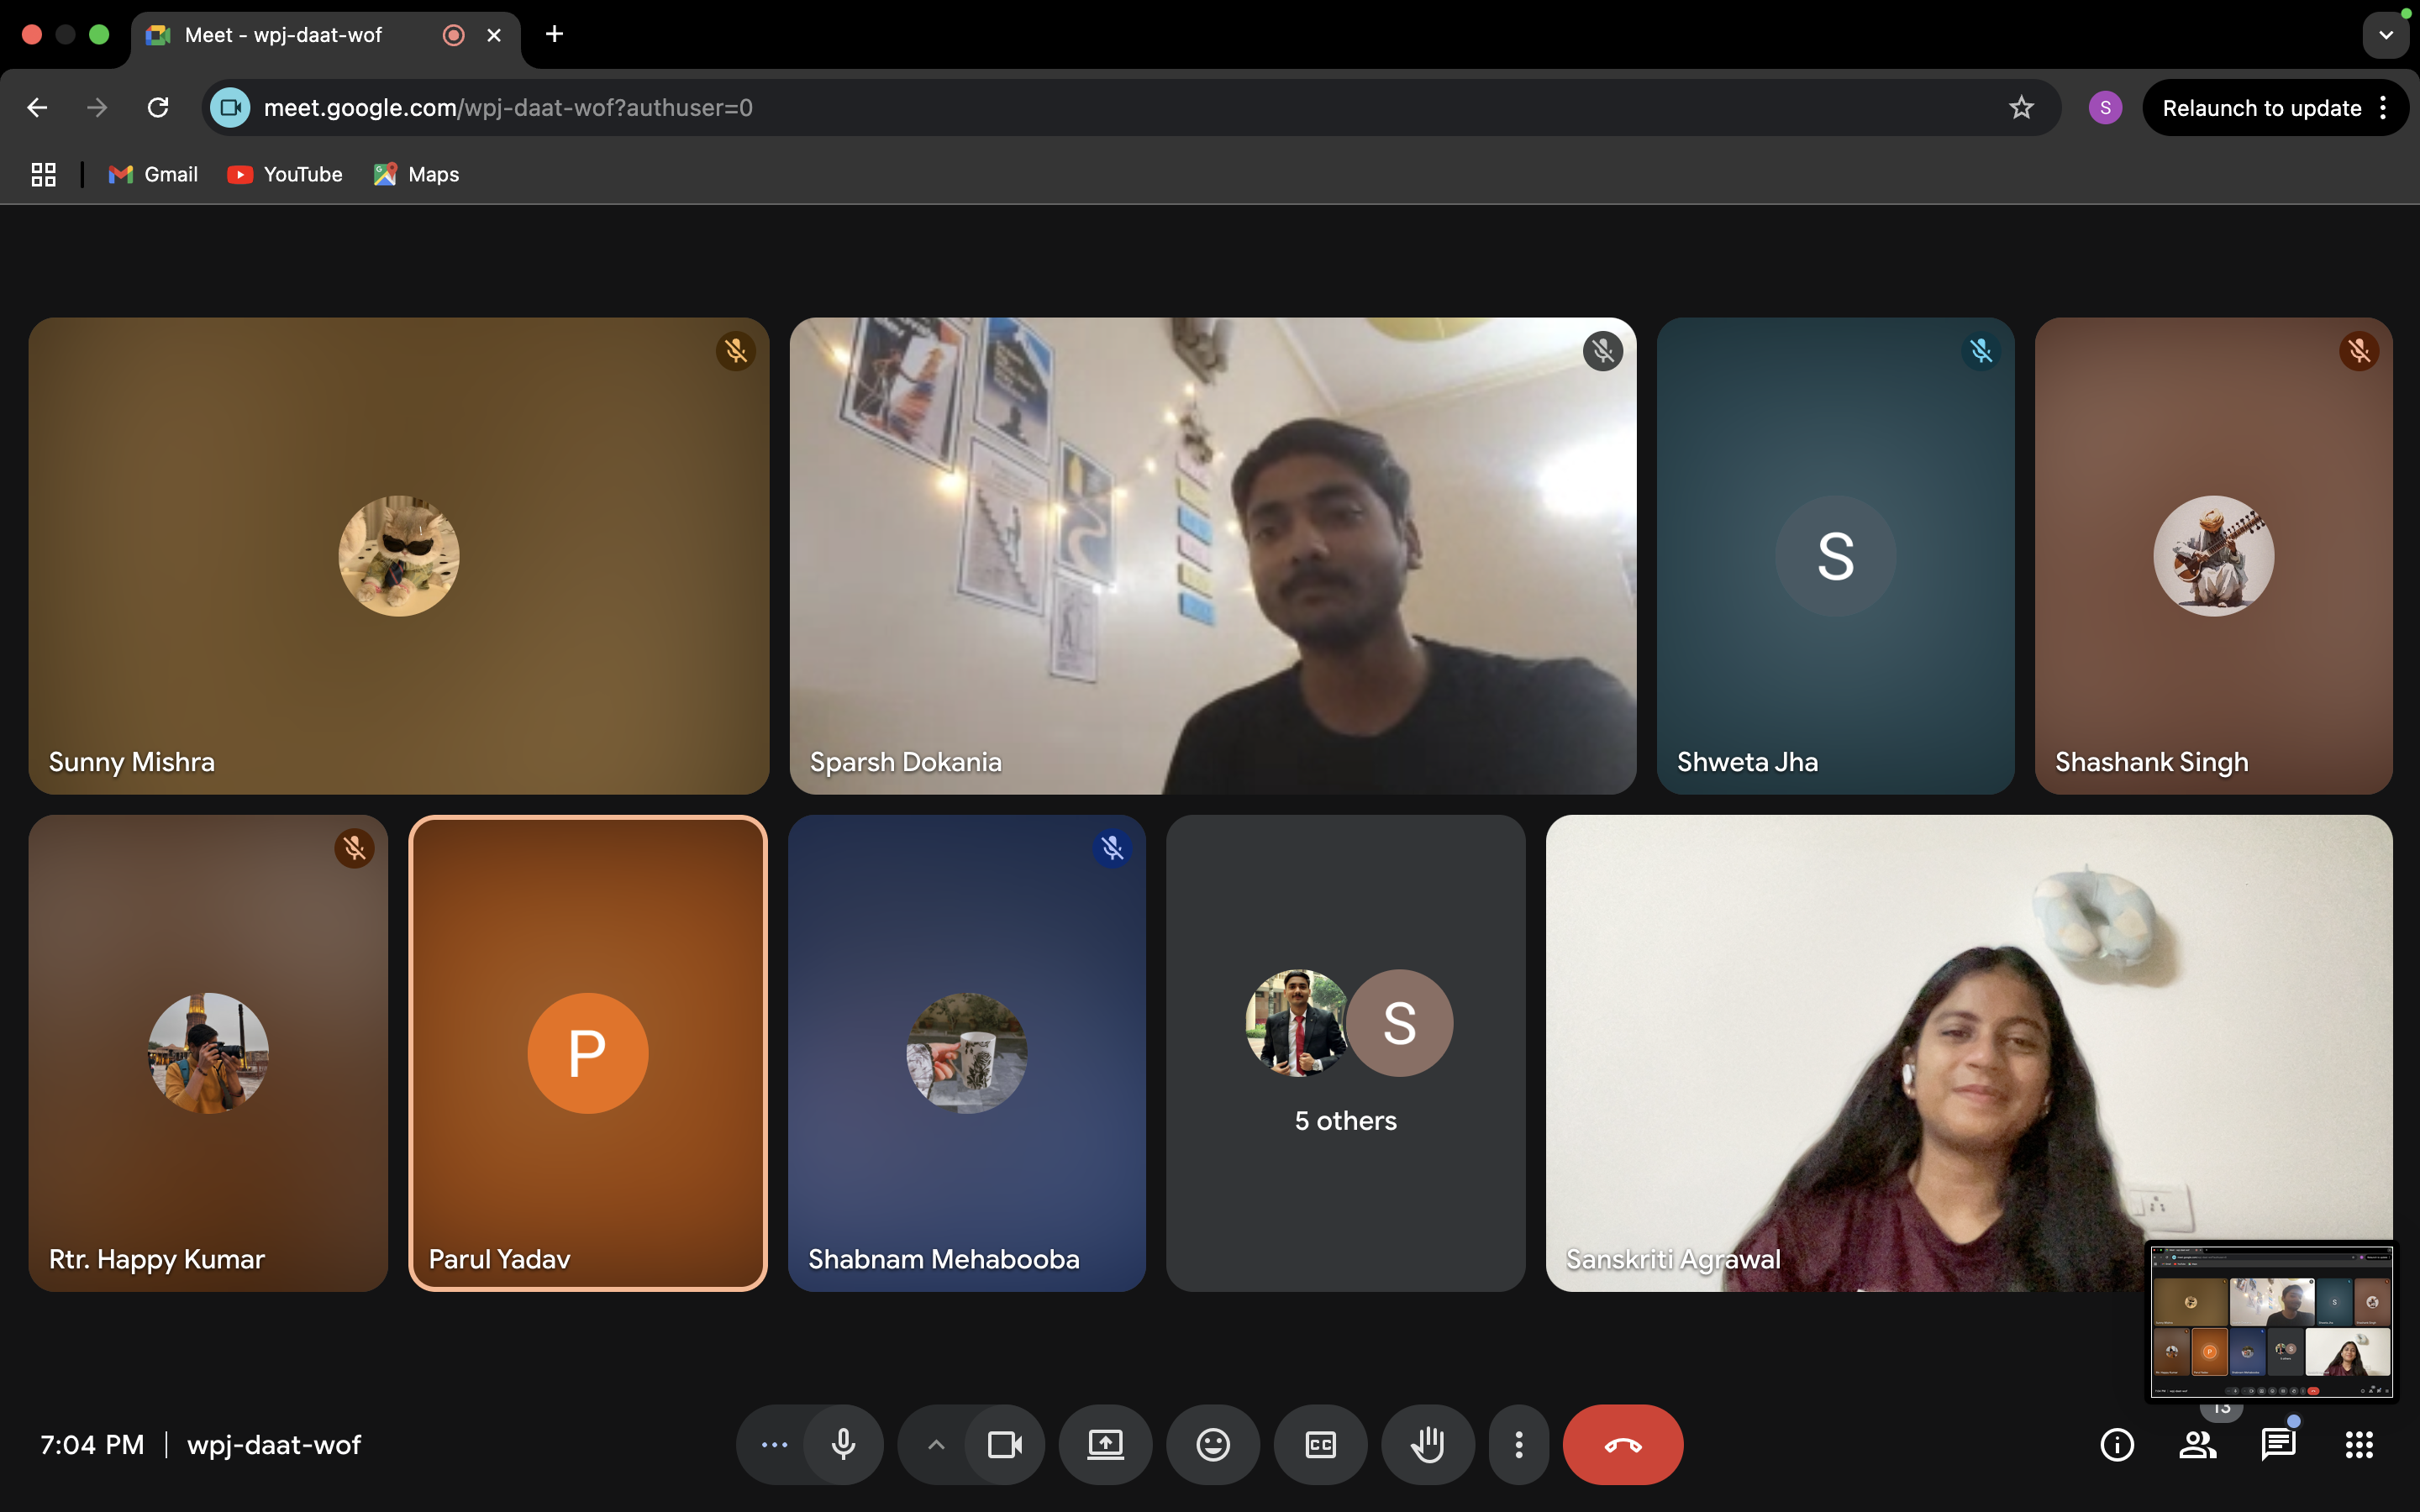 Meet - wpj-daat-wof
meet.google.com/wpj-daat-wof?authuser=0
S
Relaunch to update
Gmail
YouTube
Maps
Sunny Mishra
Sparsh Dokania
S
Shweta Jha
Shashank Singh
Rtr. Happy Kumar
P
Parul Yadav
Shabnam Mehabooba
S
5 others
Sanskriti Agrawal
7:04 PM
wpj-daat-wof
CC
13